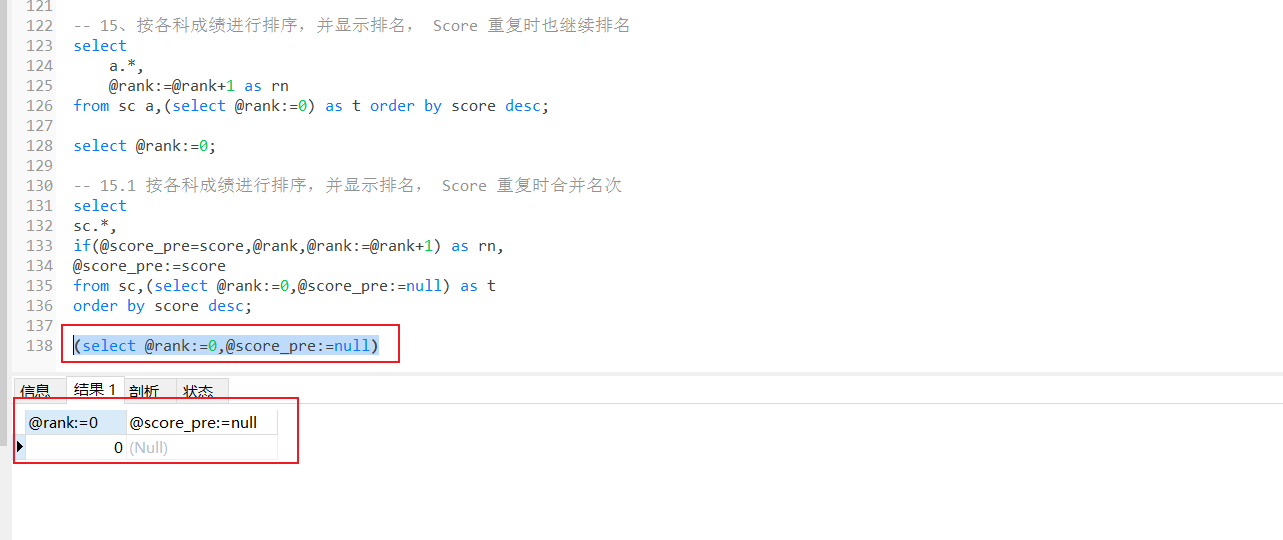 121
122 -- 15、按各科成绩进行排序，并显示排名， Score 重复时也继续排名
123 select
124 a.*,
125 @rank:=@rank+1 as rn
126 from sc a,(select @rank:=0) as t order by score desc;
127
128 select @rank:=0;
129
130 -- 15.1 按各科成绩进行排序，并显示排名， Score 重复时合并名次
131 select
132 sc.*,
133 if(@score_pre=score,@rank,@rank:=@rank+1) as rn,
134 @score_pre:=score
135 from sc,(select @rank:=0,@score_pre:=null) as t
136 order by score desc;
137
138 (select @rank:=0,@score_pre:=null)
信息 结果 1 剖析 状态
@rank:=0 @score_pre:=null
0 (Null)